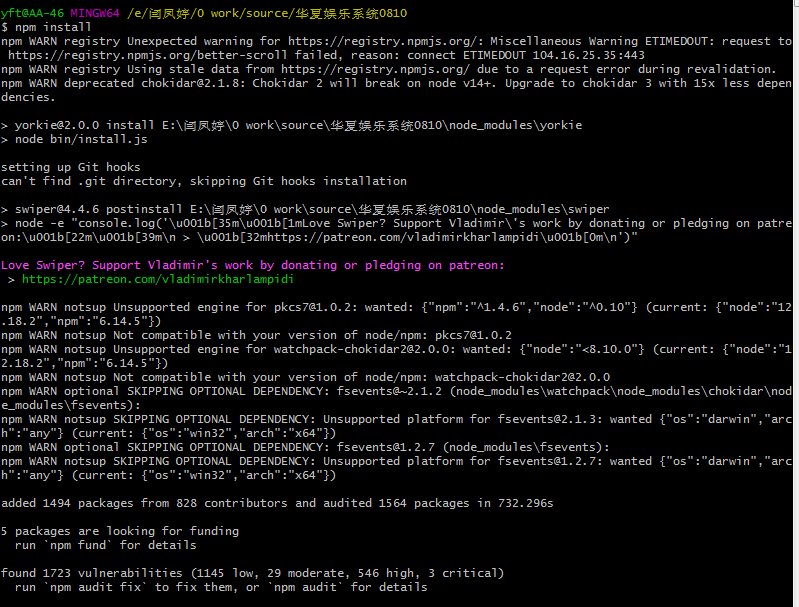 yft@AA-46 MINGW64 /e/闫凤婷/0 work/source/华夏娱乐系统0810
$ npm install
npm WARN registry Unexpected warning for https://registry.npmjs.org/: Miscellaneous Warning ETIMEDOUT: request to
 https://registry.npmjs.org/better-scroll failed, reason: connect ETIMEDOUT 104.16.25.35:443
npm WARN registry Using stale data from https://registry.npmjs.org/ due to a request error during revalidation.
npm WARN deprecated chokidar@2.1.8: Chokidar 2 will break on node v14+. Upgrade to chokidar 3 with 15x less depen
dencies.
> yorkie@2.0.0 install E:\闫凤婷\0 work\source\华夏娱乐系统0810\node_modules\yorkie
> node bin/install.js
setting up Git hooks
can't find .git directory, skipping Git hooks installation
> swiper@4.4.6 postinstall E:\闫凤婷\0 work\source\华夏娱乐系统0810\node_modules\swiper
> node -e "console.log('\u001b[35m\u001b[1mLove Swiper? Support Vladimir\'s work by donating or pledging on patre
on:\u001b[22m\u001b[39m\n > \u001b[32mhttps://patreon.com/vladimirkharlampidi\u001b[0m\n')"
Love Swiper? Support Vladimir's work by donating or pledging on patreon:
 > https://patreon.com/vladimirkharlampidi
npm WARN notsup Unsupported engine for pkcs7@1.0.2: wanted: {"npm":"^1.4.6","node":"^0.10"} (current: {"node":"12
.18.2","npm":"6.14.5"})
npm WARN notsup Not compatible with your version of node/npm: pkcs7@1.0.2
npm WARN notsup Unsupported engine for watchpack-chokidar2@2.0.0: wanted: {"node":"<8.10.0"} (current: {"node":"1
2.18.2","npm":"6.14.5"})
npm WARN notsup Not compatible with your version of node/npm: watchpack-chokidar2@2.0.0
npm WARN optional SKIPPING OPTIONAL DEPENDENCY: fsevents@~2.1.2 (node_modules\watchpack\node_modules\chokidar\nod
e_modules\fsevents):
npm WARN notsup SKIPPING OPTIONAL DEPENDENCY: Unsupported platform for fsevents@2.1.3: wanted {"os":"darwin","arc
h":"any"} (current: {"os":"win32","arch":"x64"})
npm WARN optional SKIPPING OPTIONAL DEPENDENCY: fsevents@1.2.7 (node_modules\fsevents):
npm WARN notsup SKIPPING OPTIONAL DEPENDENCY: Unsupported platform for fsevents@1.2.7: wanted {"os":"darwin","arc
h":"any"} (current: {"os":"win32","arch":"x64"})
added 1494 packages from 828 contributors and audited 1564 packages in 732.296s
5 packages are looking for funding
  run `npm fund` for details
found 1723 vulnerabilities (1145 low, 29 moderate, 546 high, 3 critical)
  run `npm audit fix` to fix them, or `npm audit` for details